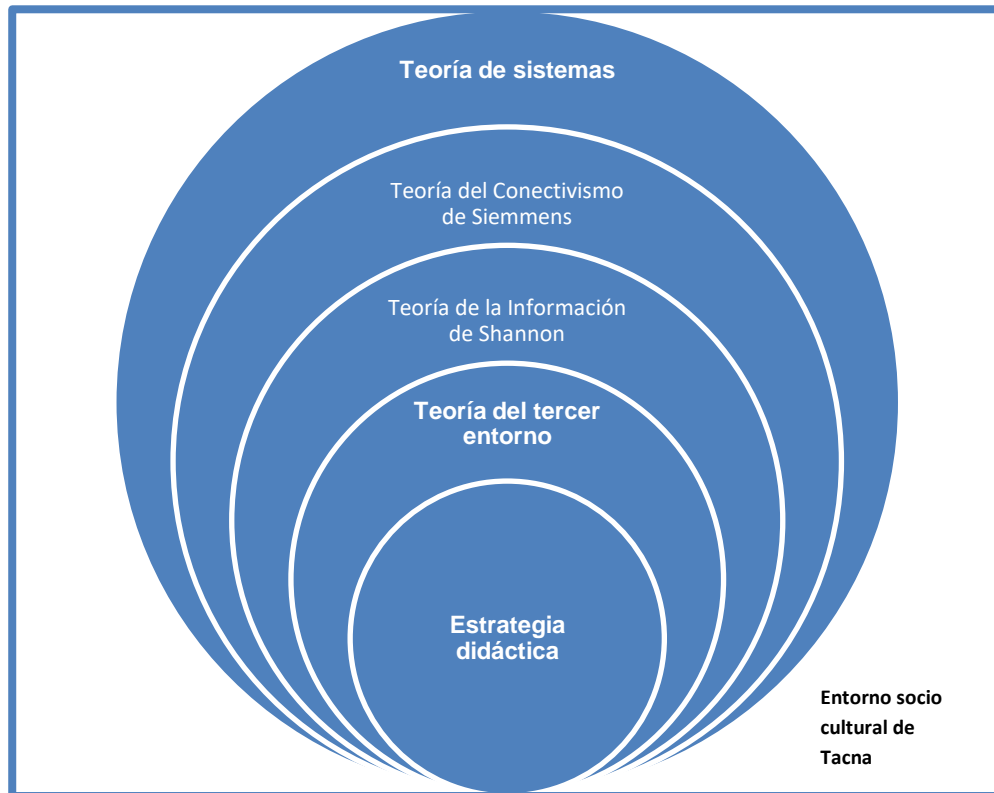 Teoría de sistemas
Teoría del Conectivismo
de Siemmens
Teoría de la Información
de Shannon
Teoría del tercer
entorno
Estrategia
didáctica
Entorno socio
cultural de
Tacna